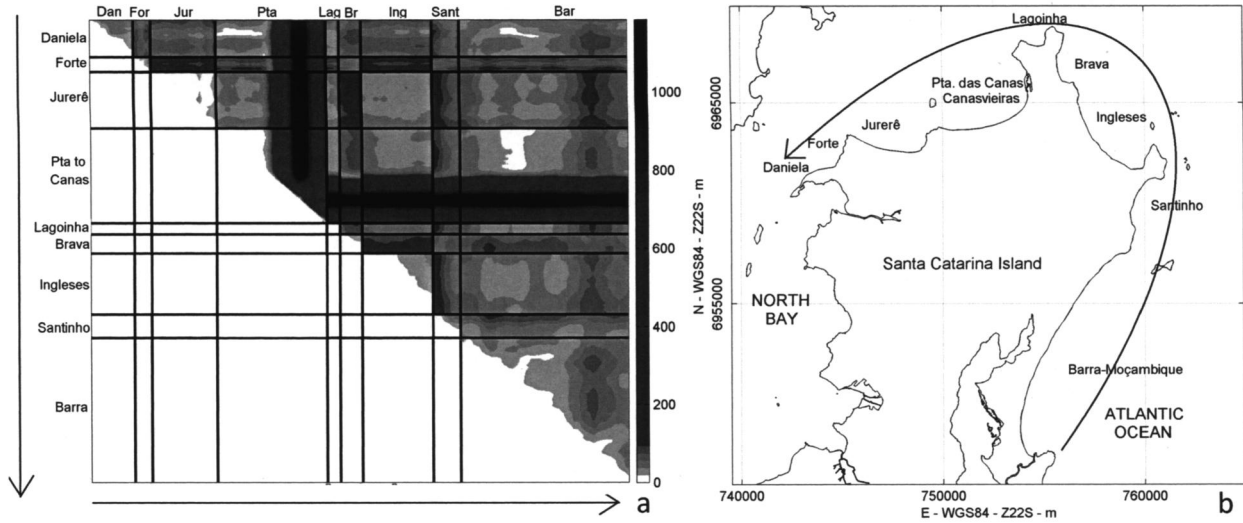 Dan For Jur Pta Lag Br Ing Sant Bar
Daniela
Forte
Jurerê
Pta to
Canas
Lagoinha
Brava
Ingleses
Santinho
Barra
1000
800
600
400
200
0
a
Lagoinha
Brava
Pta. das Canas
Canasvieiras
Ingleses
Jurerê
Forte
Daniela
Santinho
Santa Catarina Island
NORTH
BAY
Barra-Moçambique
ATLANTIC
OCEAN
6965000
6955000
N - WGS84 - Z22S - m
740000 750000 760000
E - WGS84 - Z22S - m
b